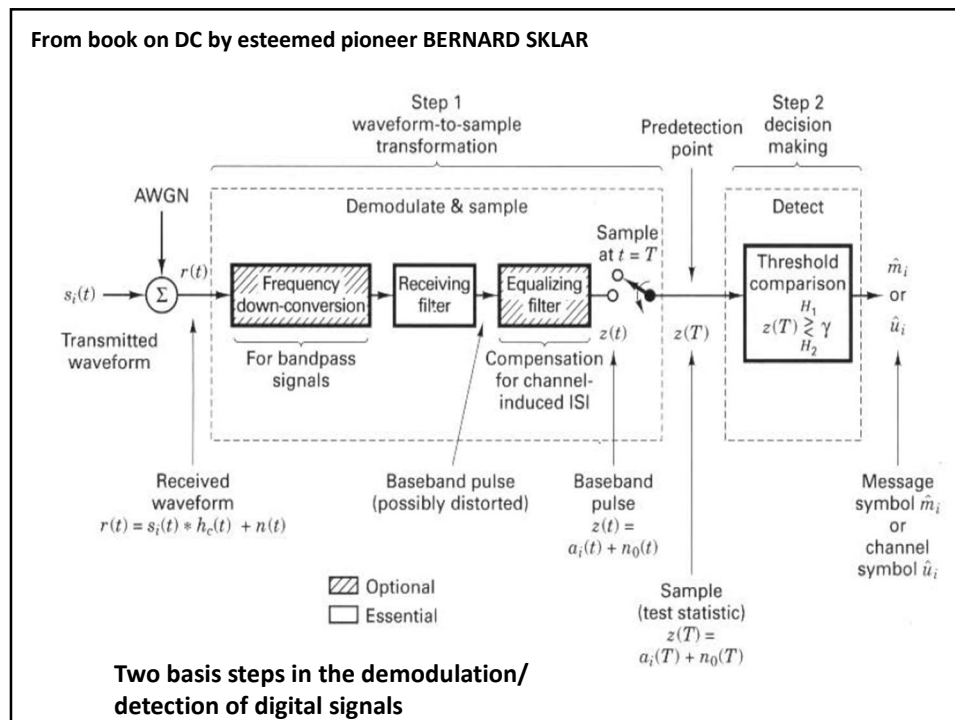 From book on DC by esteemed pioneer BERNARD SKLAR
Step 1
waveform-to-sample
transformation
Predetection
point
Step 2
decision
making
AWGN
Demodulate & sample
Detect
Sample
at t = T
s_i(t)
Σ
r(t)
Frequency
down-conversion
Receiving
filter
Equalizing
filter
z(t)
z(T)
Threshold
comparison
H_1
z(T) ≷ γ
H_2
m̂_i
or
û_i
Transmitted
waveform
For bandpass
signals
Compensation
for channel-
induced ISI
Received
waveform
r(t) = s_i(t) * h_c(t) + n(t)
Baseband pulse
(possibly distorted)
Baseband
pulse
z(t) =
a_i(t) + n_0(t)
Message
symbol m̂_i
or
channel
symbol û_i
Optional
Essential
Sample
(test statistic)
z(T) =
a_i(T) + n_0(T)
Two basis steps in the demodulation/
detection of digital signals